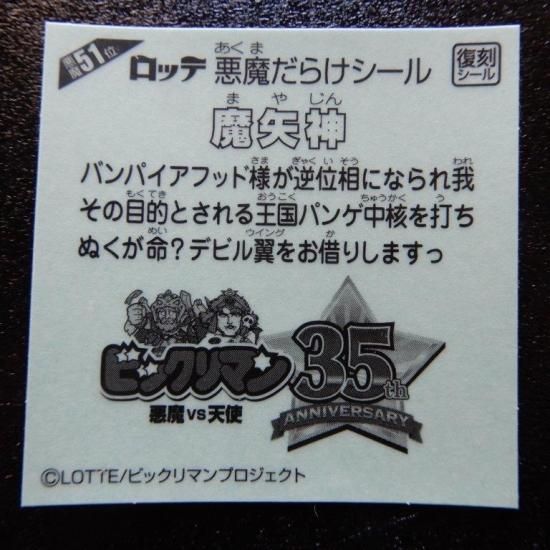 悪魔51位
ロッテ 悪魔だらけシール
あくま
復刻
シール
まやじん
魔矢神
さま ぎゃくいそう われ
バンパイアフッド様が逆位相になられ我
もくてき おうこく ちゅうかく う
その目的とされる王国パンゲ中核を打ち
めい ウイング か
ぬくが命?デビル翼をお借りしますっ
ビックリマン
悪魔VS天使
35th
ANNIVERSARY
©LOTTE/ビックリマンプロジェクト